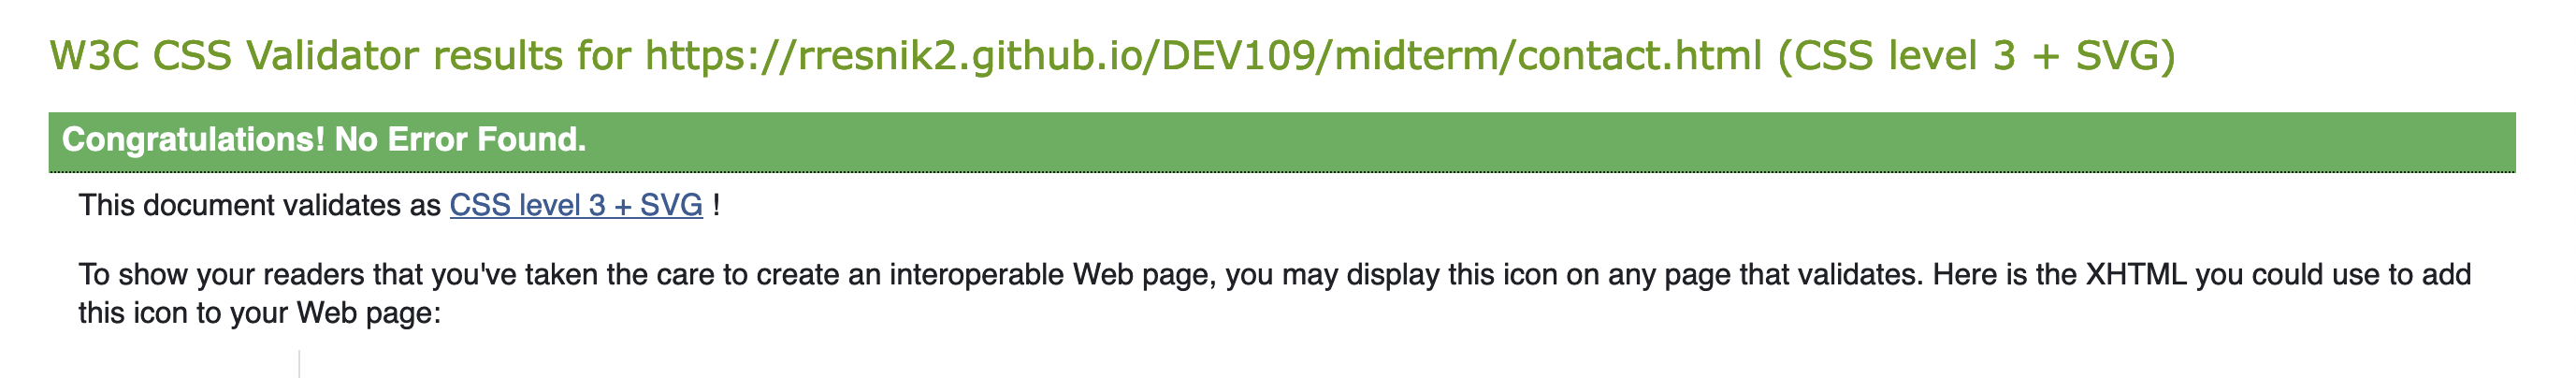 W3C CSS Validator results for https://rresnik2.github.io/DEV109/midterm/contact.html (CSS level 3 + SVG)
Congratulations! No Error Found.
This document validates as CSS level 3 + SVG !
To show your readers that you've taken the care to create an interoperable Web page, you may display this icon on any page that validates. Here is the XHTML you could use to add
this icon to your Web page: